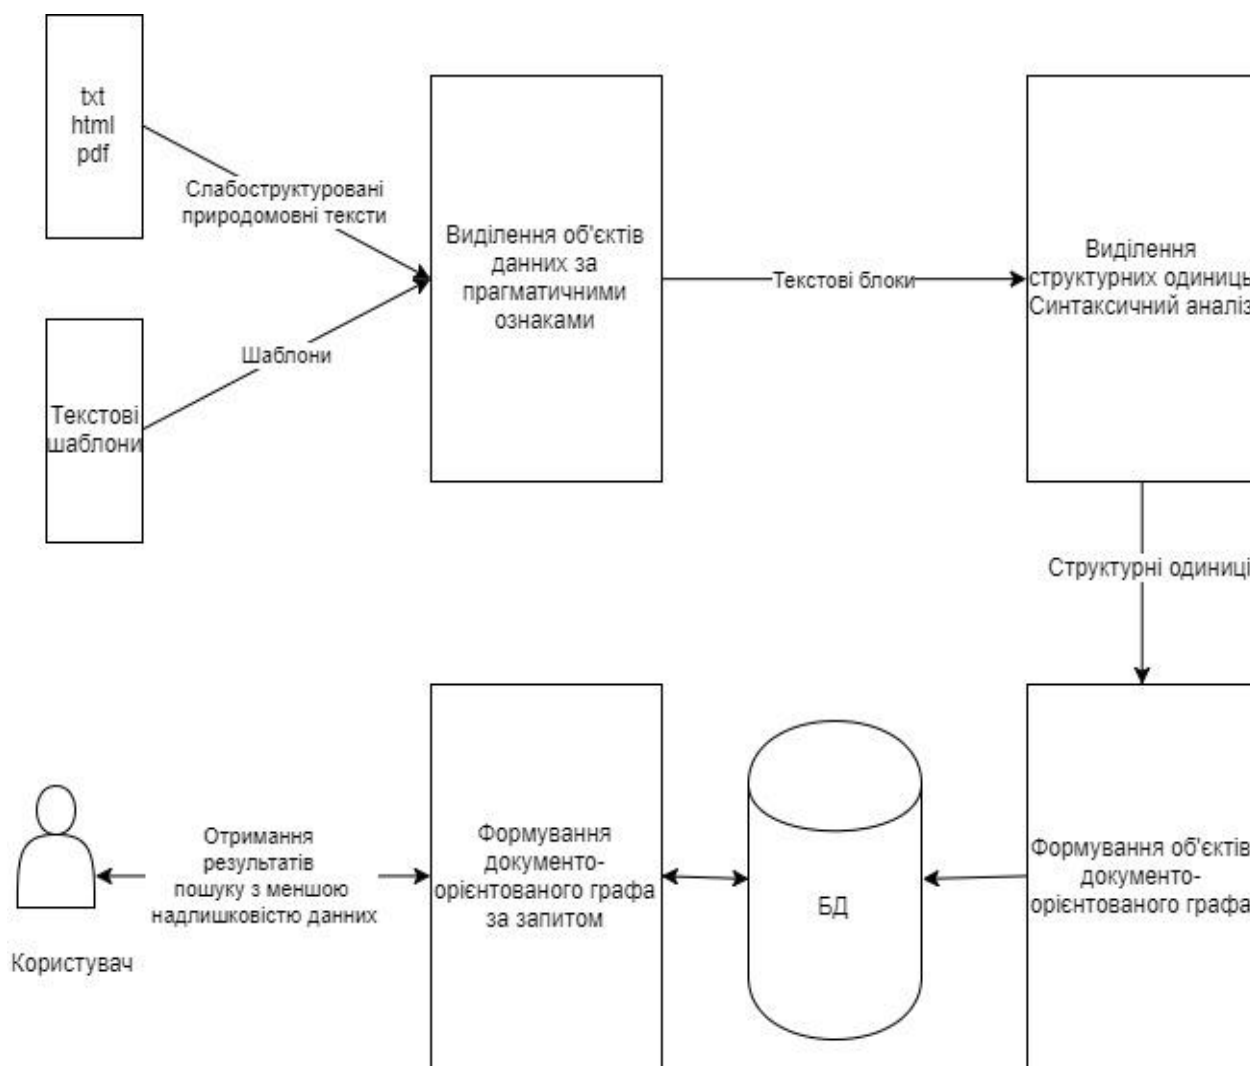 txt
html
pdf
Слабоструктуровані
природомовні тексти
Виділення об'єктів
данних за
прагматичними
ознаками
Текстові блоки
Виділення
структурних одиниць
Синтаксичний аналіз
Шаблони
Текстові
шаблони
Структурні одиниці
Отримання
результатів
пошуку з меншою
надлишковістю данних
Користувач
Формування
документо-
орієнтованого графа
за запитом
БД
Формування об'єктів
документо-
орієнтованого графа